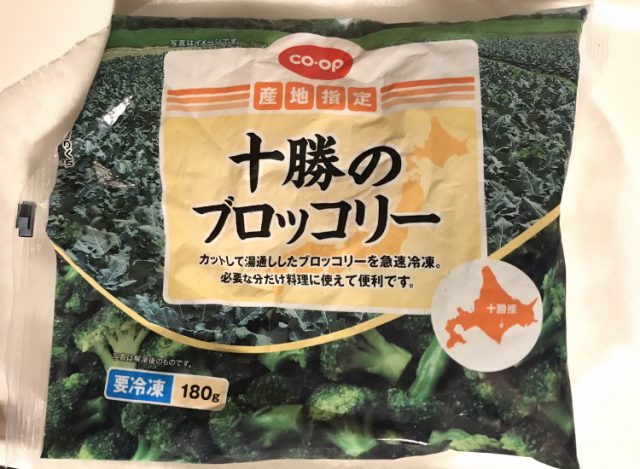 写真はイメージです。
co-op
産地指定
十勝の
ブロッコリー
カットして湯通ししたブロッコリーを急速冷凍。
必要な分だけ料理に使えて便利です。
十勝産
写真は解凍後のものです。
要冷凍 180g